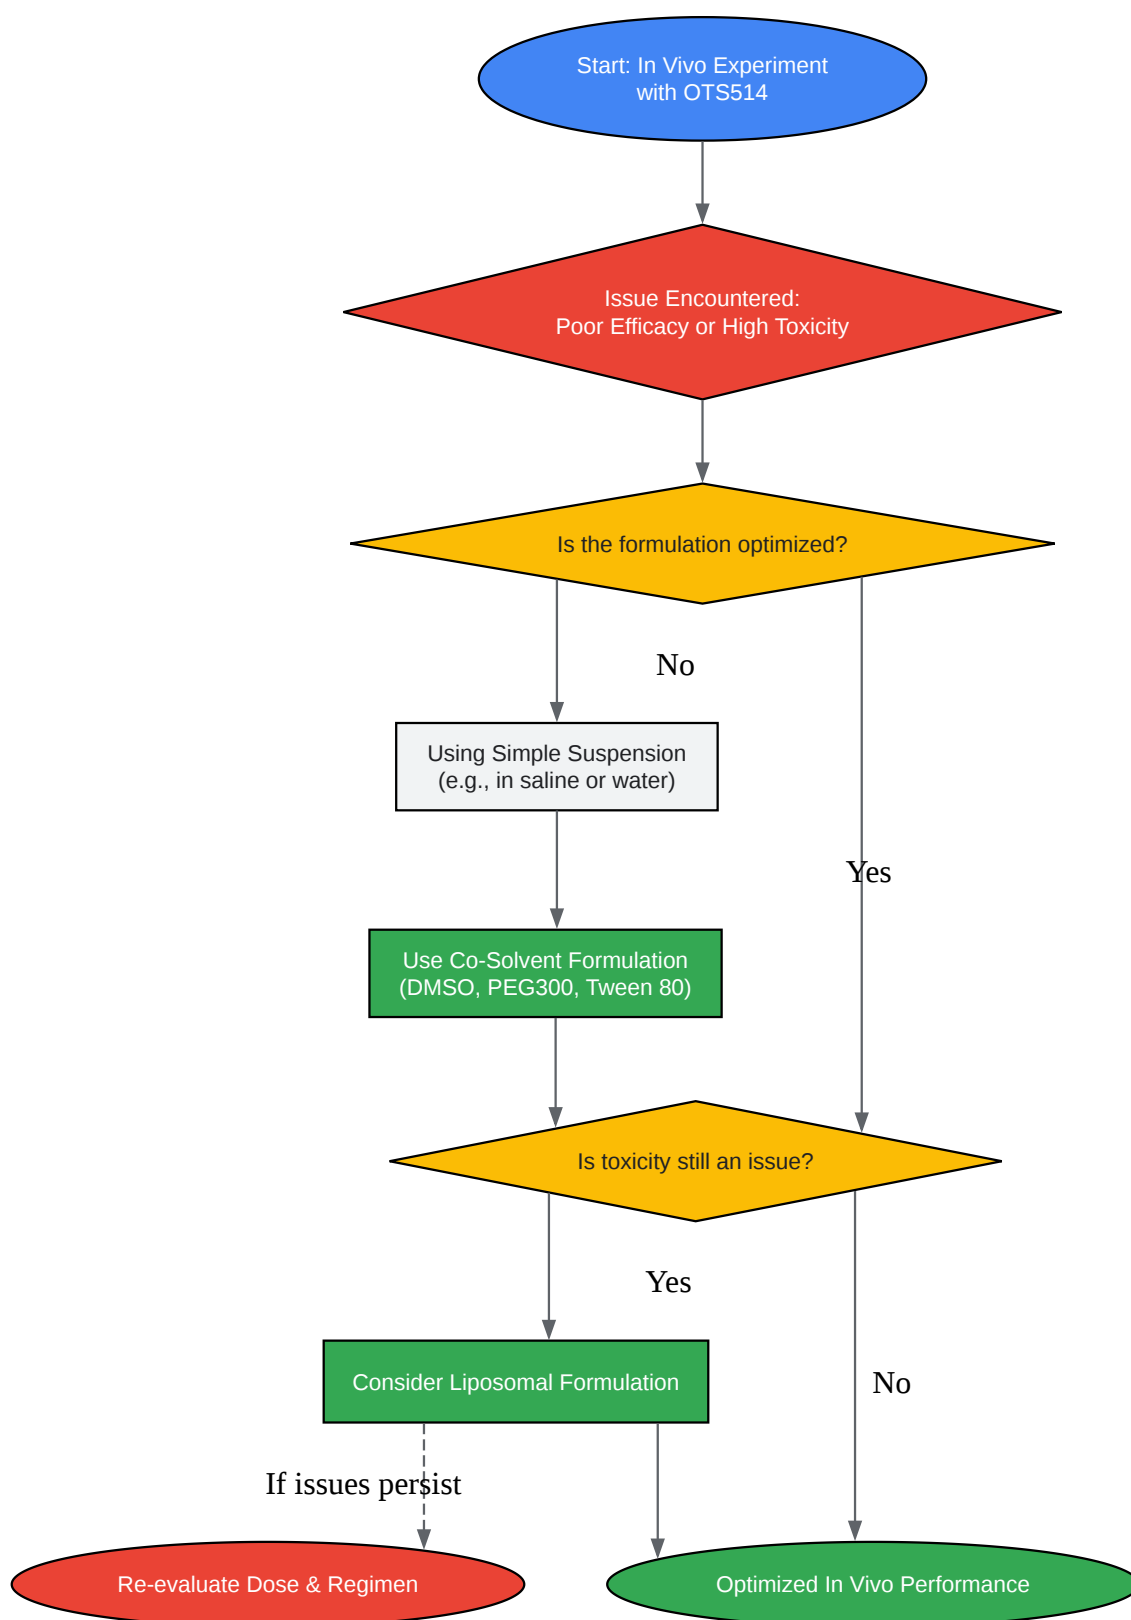 Start: In Vivo Experiment
with OTS514
Issue Encountered:
Poor Efficacy or High Toxicity
Is the formulation optimized?
No
Using Simple Suspension
(e.g., in saline or water)
Yes
Use Co-Solvent Formulation
(DMSO, PEG300, Tween 80)
Is toxicity still an issue?
Yes
Consider Liposomal Formulation
No
If issues persist
Re-evaluate Dose & Regimen
Optimized In Vivo Performance